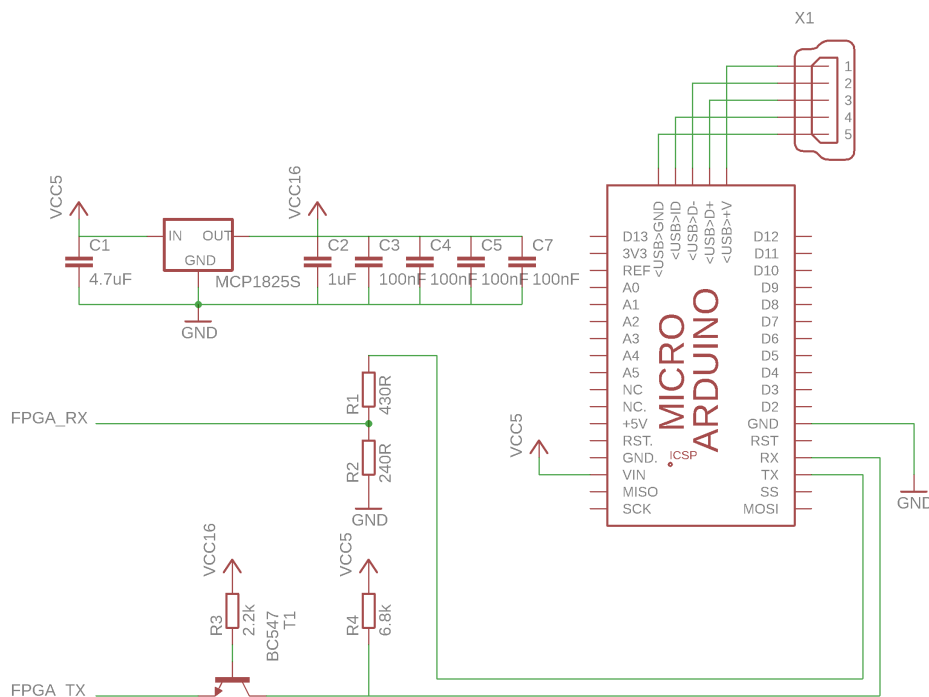 X1
1
2
3
4
5
VCC5
VCC16
C1
4.7uF
IN
OUT
GND
MCP1825S
GND
C2
1uF
C3
100nF
C4
100nF
C5
100nF
C7
100nF
<USB>GND
<USB>ID
<USB>D-
<USB>D+
<USB>+V
D13
3V3
REF
A0
A1
A2
A3
A4
A5
NC
NC.
+5V
RST.
GND.
VIN
MISO
SCK
MICRO
ARDUINO
ICSP
D12
D11
D10
D9
D8
D7
D6
D5
D4
D3
D2
GND
RST
RX
TX
SS
MOSI
FPGA_RX
R1
430R
R2
240R
GND
VCC5
GND
VCC16
R3
2.2k
BC547
T1
VCC5
R4
6.8k
FPGA_TX